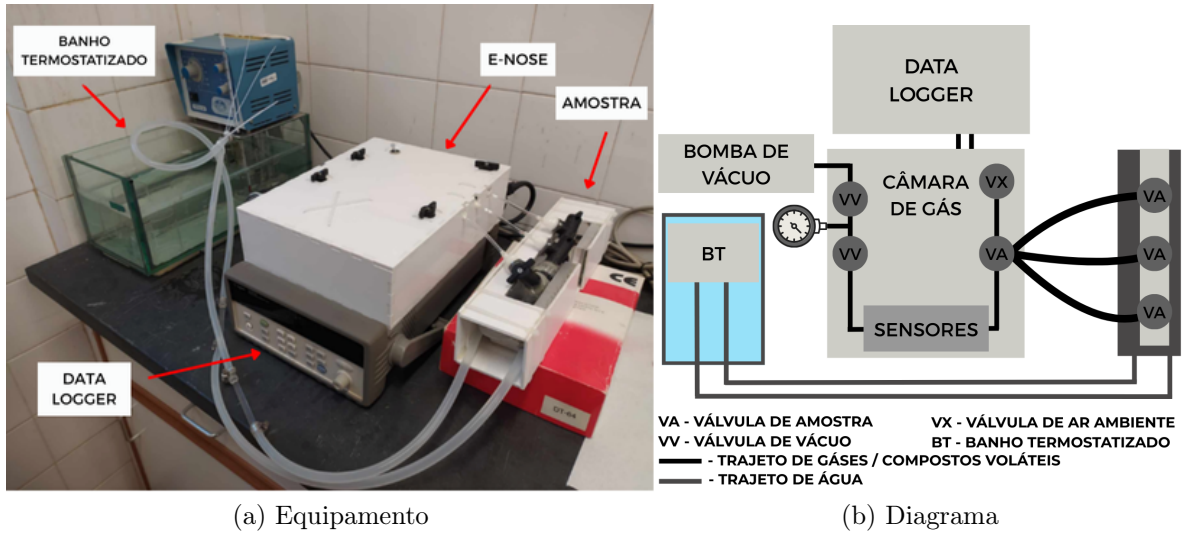 BANHO
TERMOSTATIZADO
E-NOSE
AMOSTRA
DATA
LOGGER
DT-64
CE
(a) Equipamento
DATA
LOGGER
BOMBA DE
VÁCUO
CÂMARA
DE GÁS
VV
VX
VA
VV
VA
VA
BT
VA
SENSORES
VA - VÁLVULA DE AMOSTRA
VX - VÁLVULA DE AR AMBIENTE
VV - VÁLVULA DE VÁCUO
BT - BANHO TERMOSTATIZADO
- TRAJETO DE GÁSES / COMPOSTOS VOLÁTEIS
- TRAJETO DE ÁGUA
(b) Diagrama